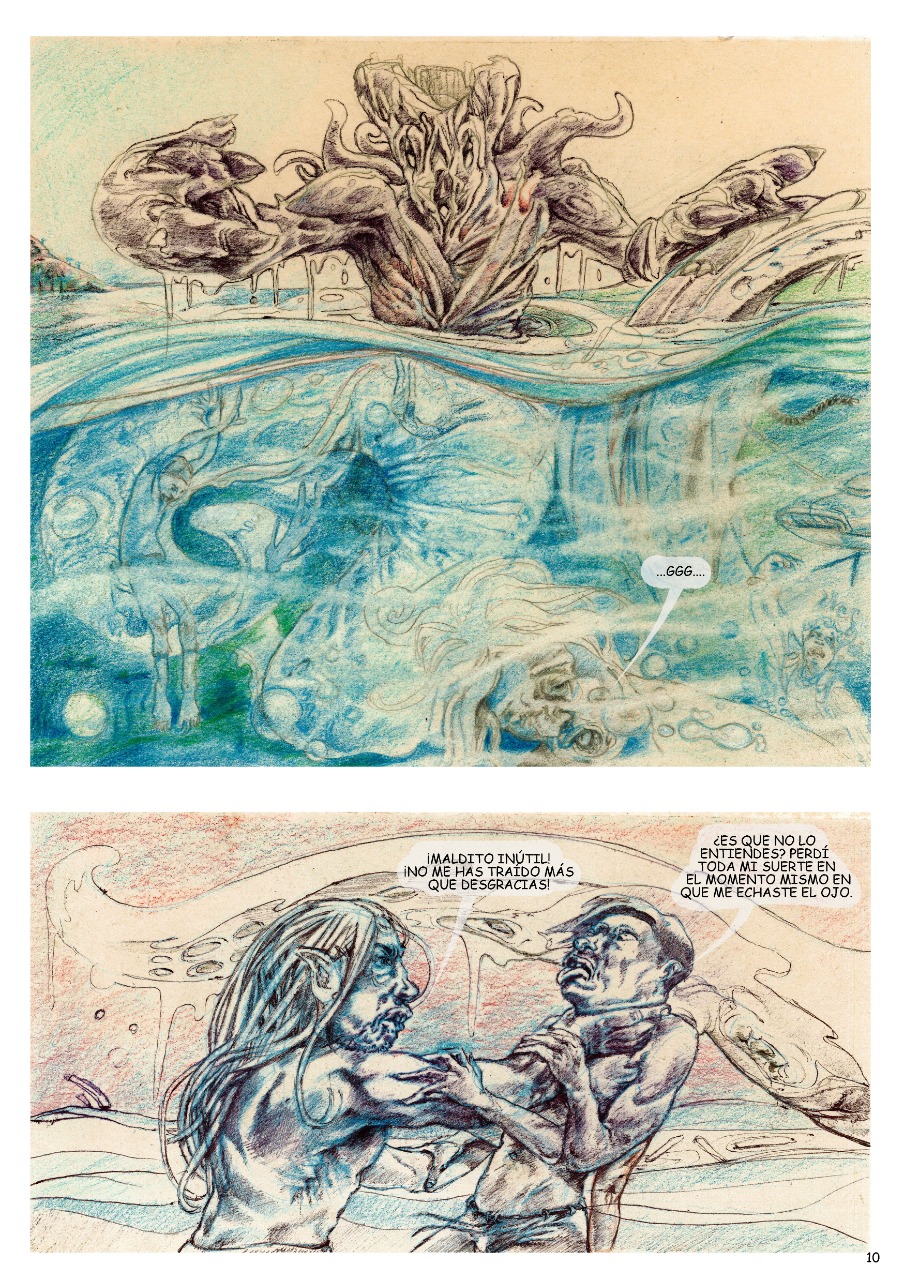 ...GGG....
¡MALDITO INÚTIL!
¡NO ME HAS TRAÍDO MÁS
QUE DESGRACIAS!
¿ES QUE NO LO
ENTIENDES? PERDÍ
TODA MI SUERTE EN
EL MOMENTO MISMO EN
QUE ME ECHASTE EL OJO.
10